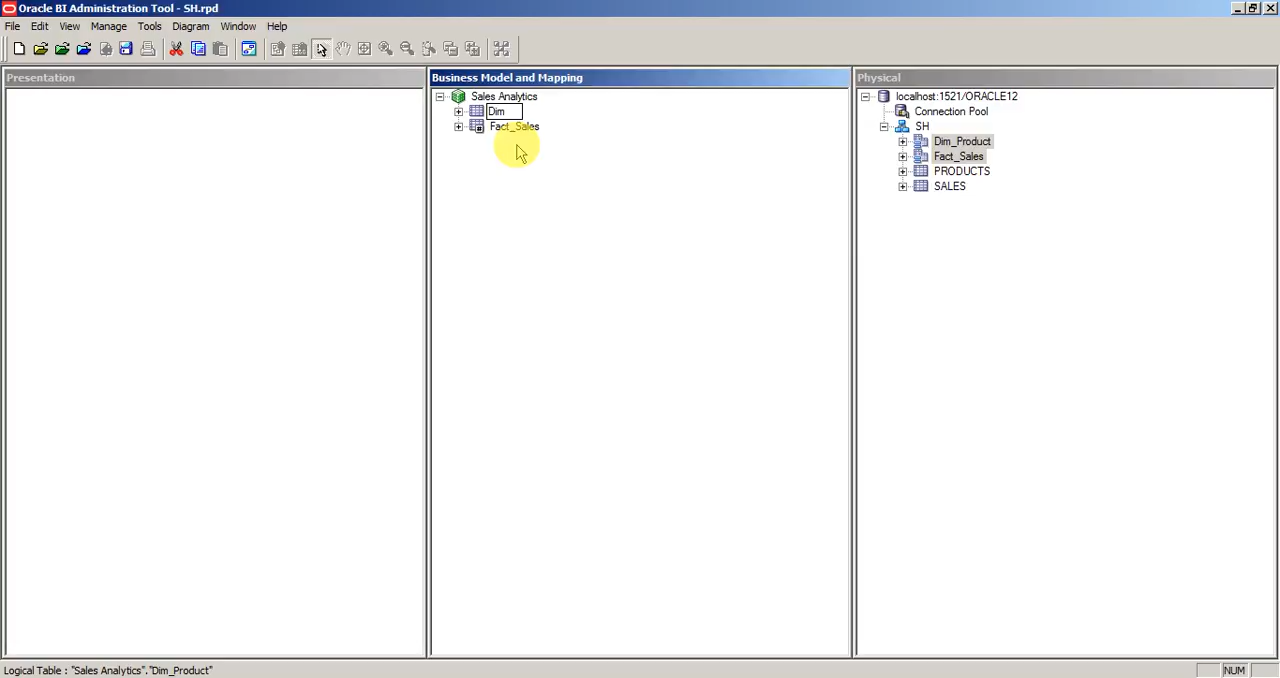 Oracle BI Administration Tool - SH.rpd
File Edit View Manage Tools Diagram Window Help
Presentation
Business Model and Mapping
Sales Analytics
Dim
Fact_Sales
Physical
localhost:1521/ORACLE12
Connection Pool
SH
Dim_Product
Fact_Sales
PRODUCTS
SALES
Logical Table : "Sales Analytics"."Dim_Product"
NUM